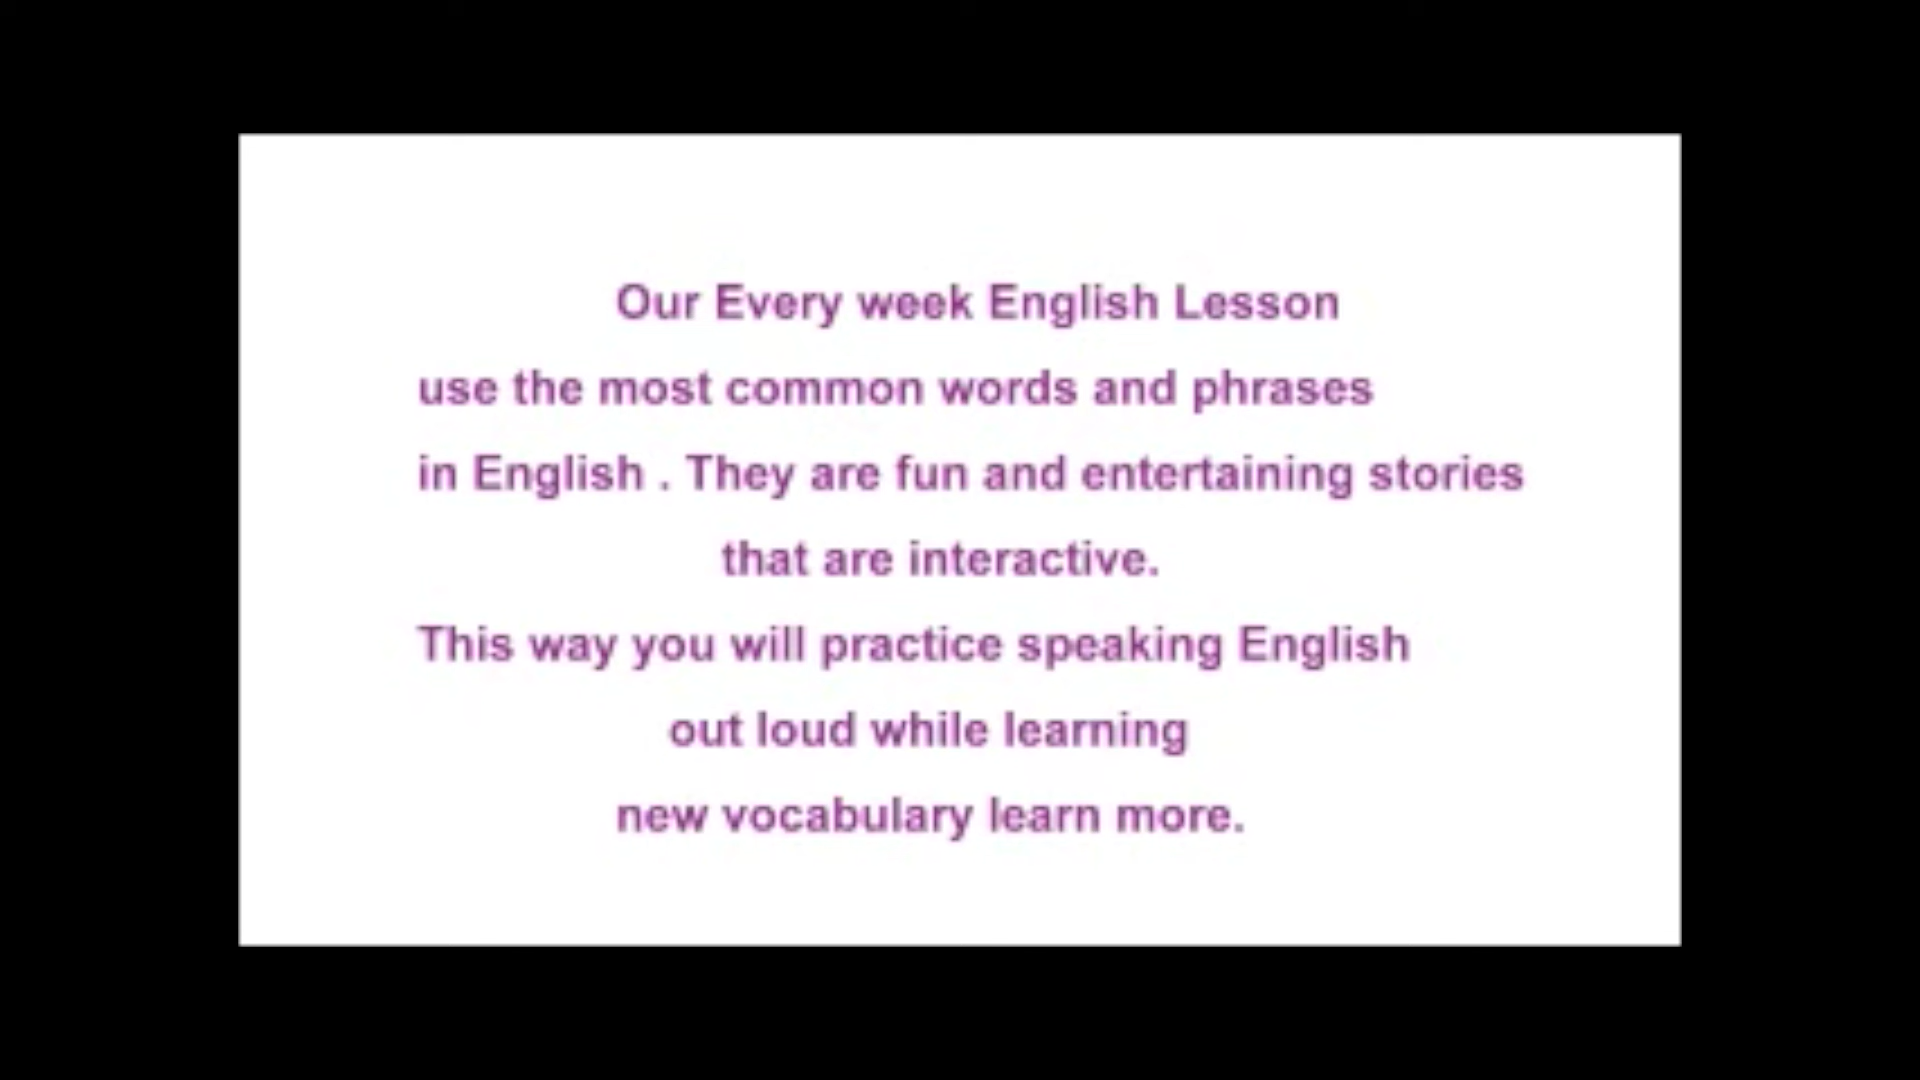 Our Every week English Lesson
use the most common words and phrases
in English . They are fun and entertaining stories
that are interactive.
This way you will practice speaking English
out loud while learning
new vocabulary learn more.